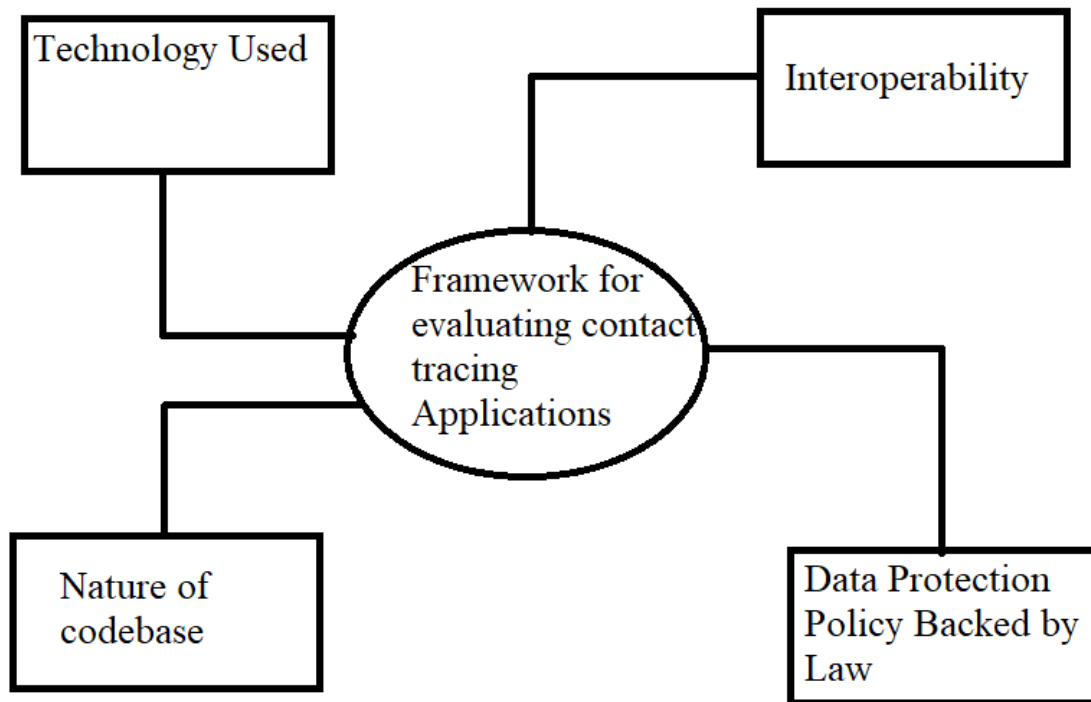 Technology Used
Interoperability
Framework for
evaluating contact
tracing
Applications
Nature of
codebase
Data Protection
Policy Backed by
Law